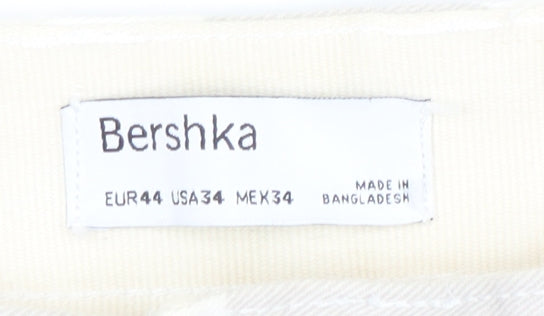 Bershka
EUR44 USA34 MEX34
MADE IN
BANGLADESH